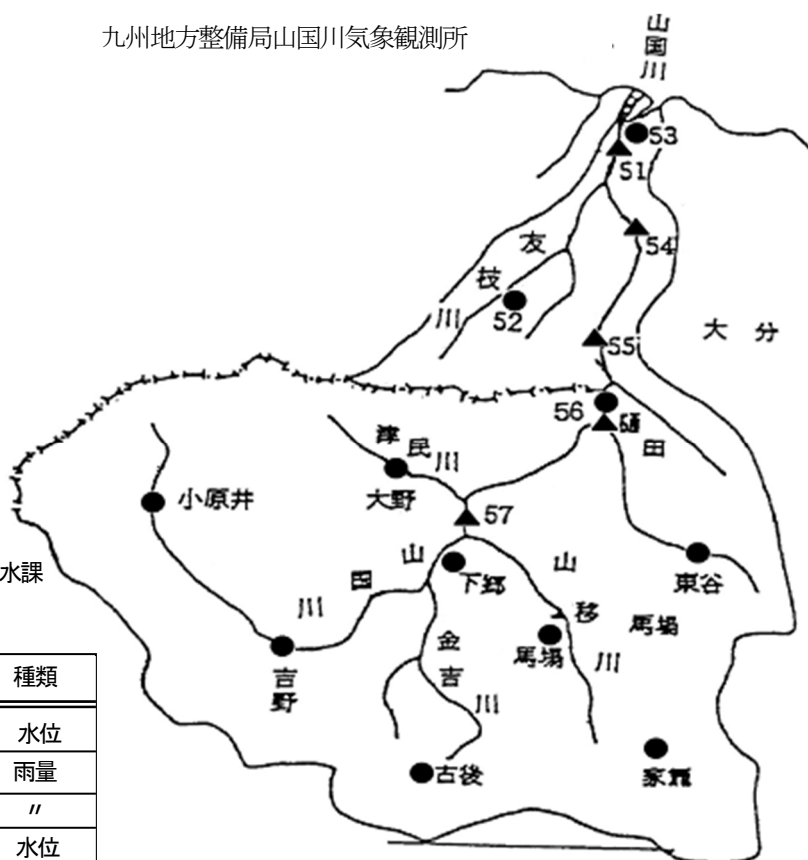 九州地方整備局山国川気象観測所
山国川
53
51
54
友枝川
52
55
大分
56
樋田
津民川
大野
小原井
57
水課
山国川
下郷
山移川
東谷
馬場
馬場
金吉川
吉野
種類
水位
雨量
〃
水位
古後
家籠